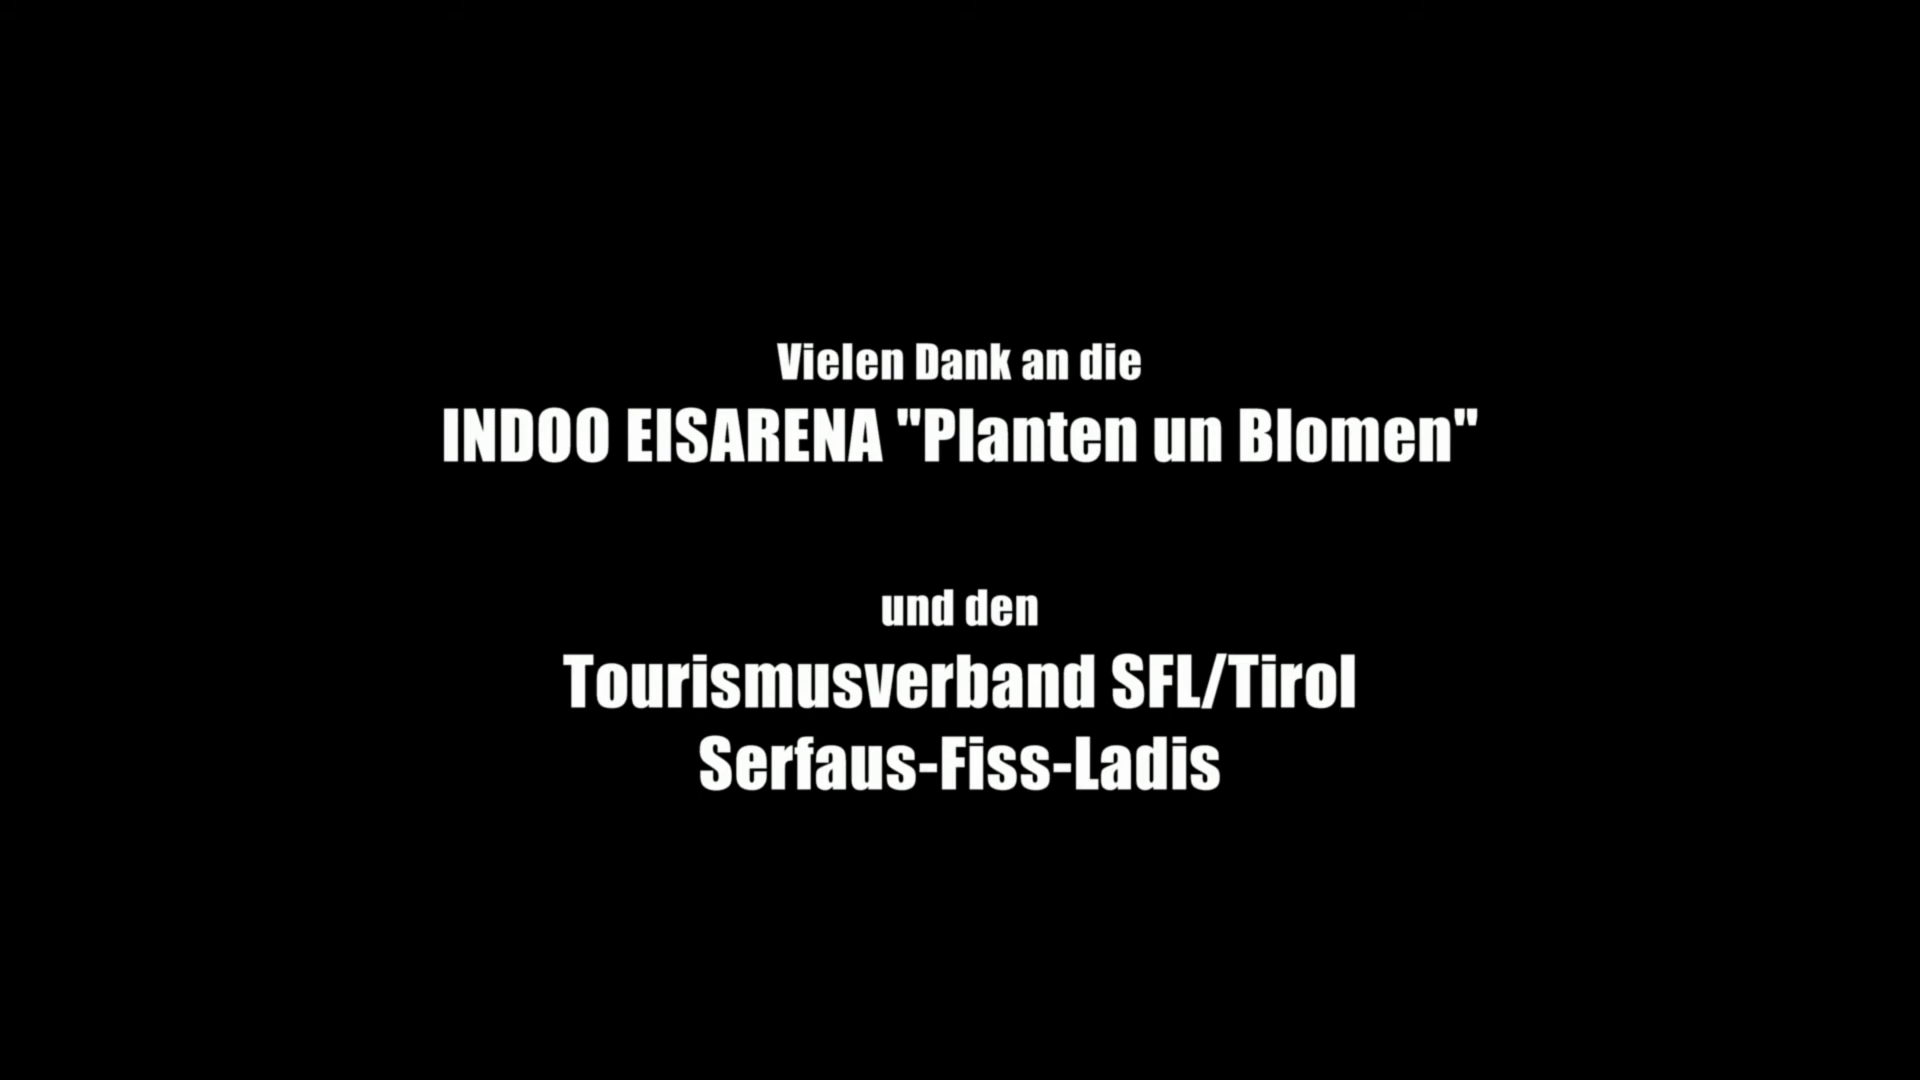 Vielen Dank an die
INDOO EISARENA "Planten un Blomen"
und den
Tourismusverband SFL/Tirol
Serfaus-Fiss-Ladis